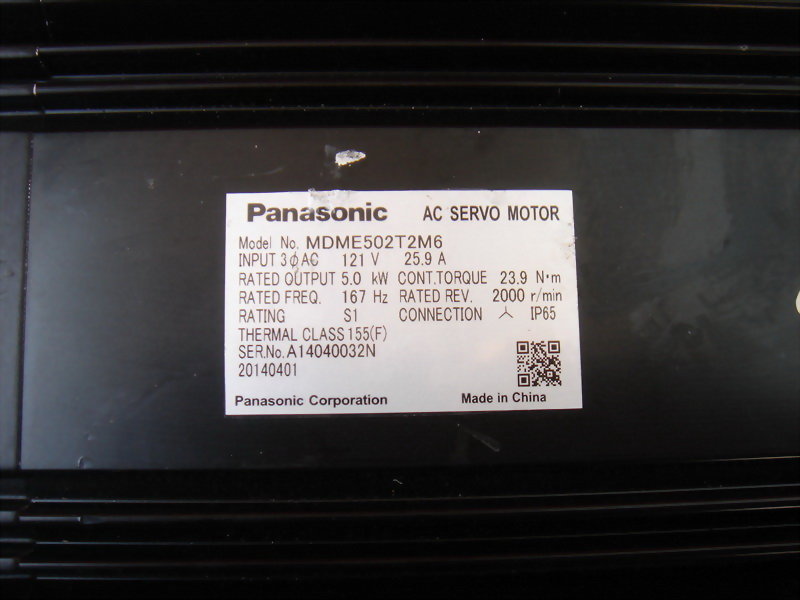 Panasonic AC SERVO MOTOR
Model No. MDME502T2M6
INPUT 3ϕAC 121 V 25.9 A
RATED OUTPUT 5.0 kW CONT.TORQUE 23.9 N·m
RATED FREQ. 167 Hz RATED REV. 2000 r/min
RATING S1 CONNECTION ⅄ IP65
THERMAL CLASS 155(F)
SER.No. A14040032N
20140401
Panasonic Corporation Made in China